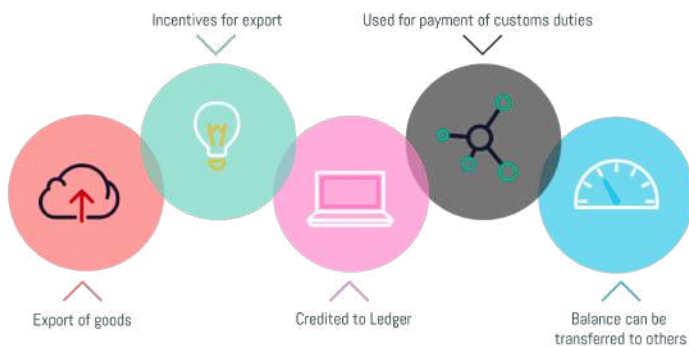 Incentives for export
Used for payment of customs duties
Export of goods
Credited to Ledger
Balance can be
transferred to others